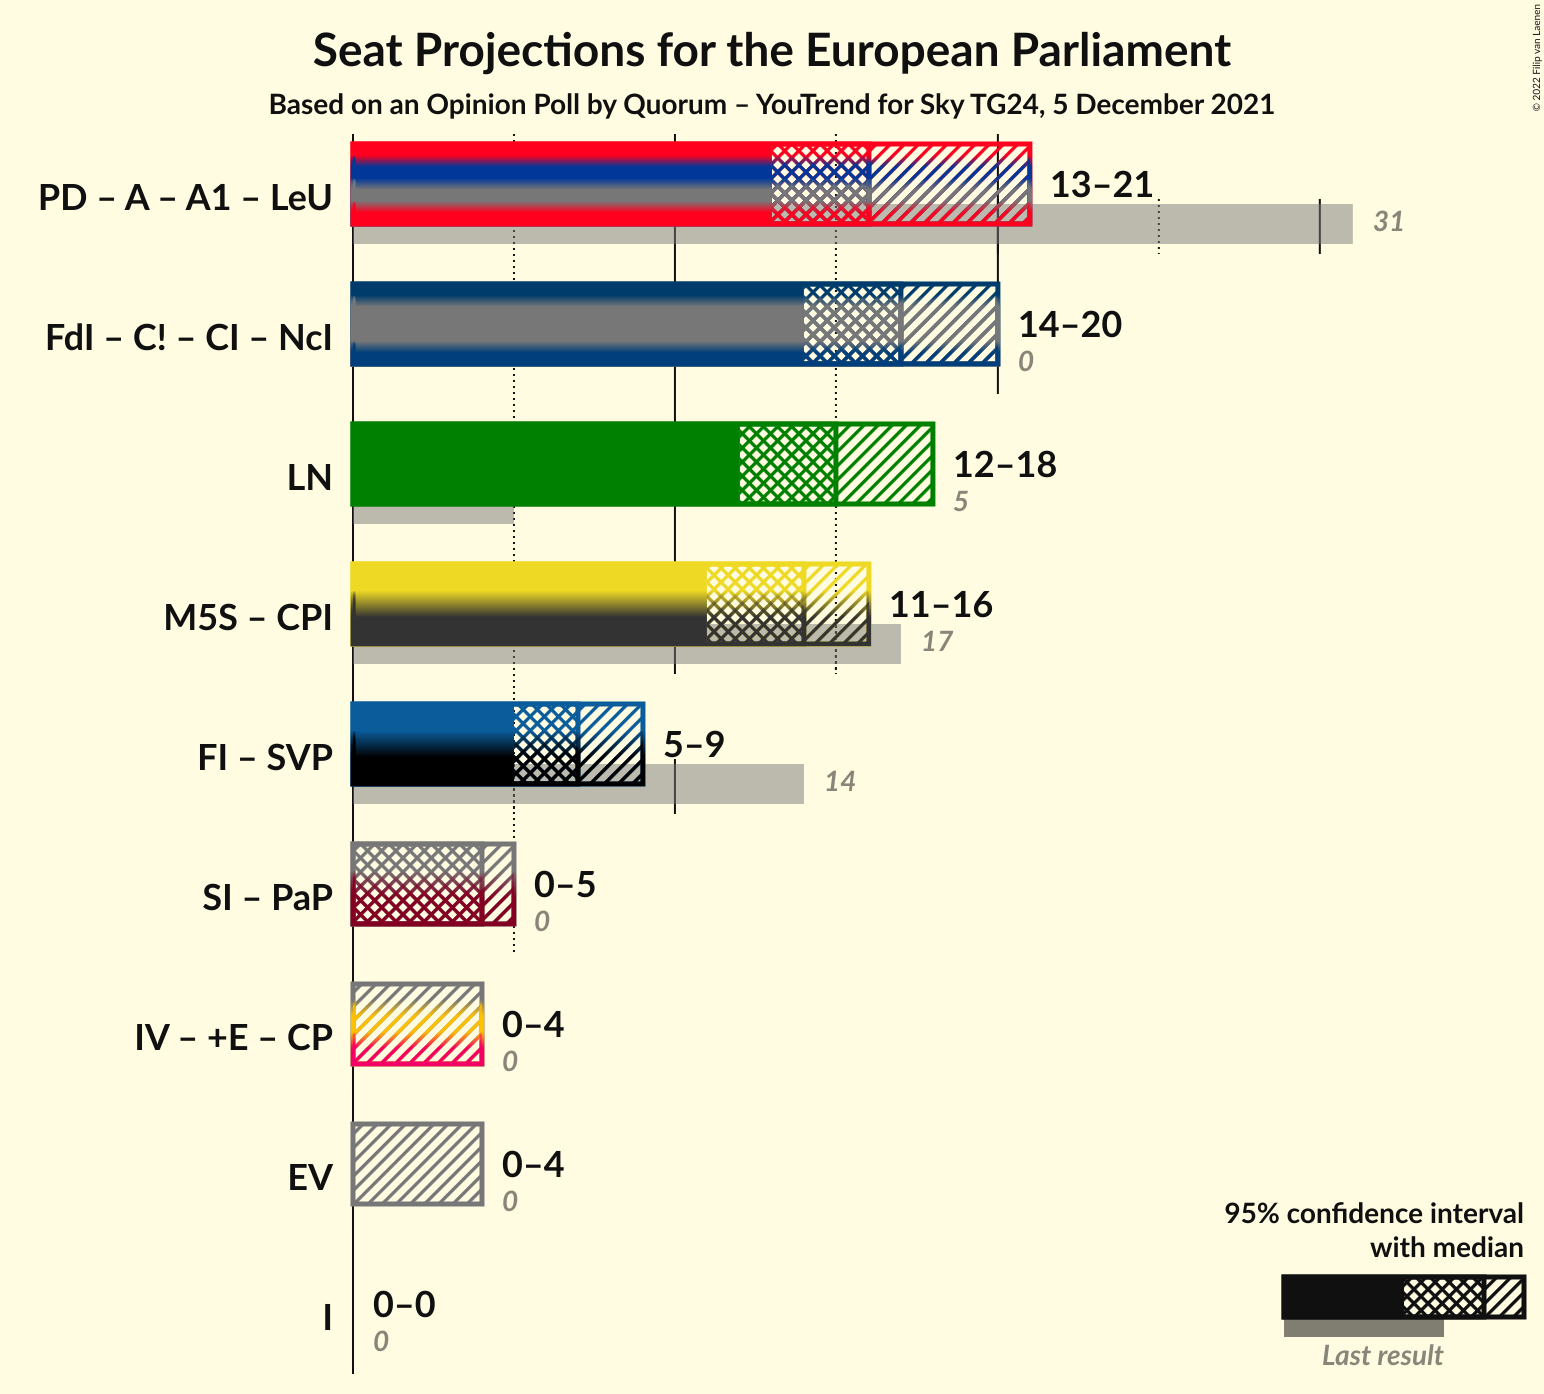 Seat Projections for the European Parliament
Based on an Opinion Poll by Quorum – YouTrend for Sky TG24, 5 December 2021
© 2022 Filip van Laenen
PD – A – A1 – LeU
13–21
31
FdI – C! – CI – NcI
14–20
0
LN
12–18
5
M5S – CPI
11–16
17
FI – SVP
5–9
14
SI – PaP
0–5
0
IV – +E – CP
0–4
0
EV
0–4
0
I
0–0
0
95% confidence interval
with median
Last result